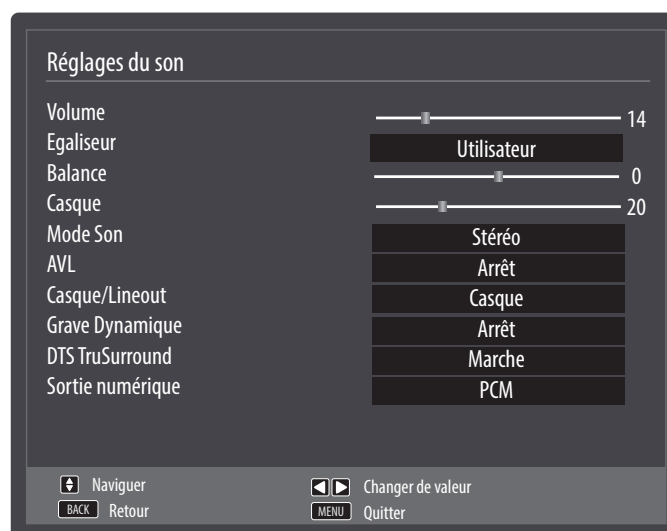 Réglages du son
Volume 14
Egaliseur Utilisateur
Balance 0
Casque 20
Mode Son Stéréo
AVL Arrêt
Casque/Lineout Casque
Grave Dynamique Arrêt
DTS TruSurround Marche
Sortie numérique PCM
Naviguer Changer de valeur
BACK Retour MENU Quitter